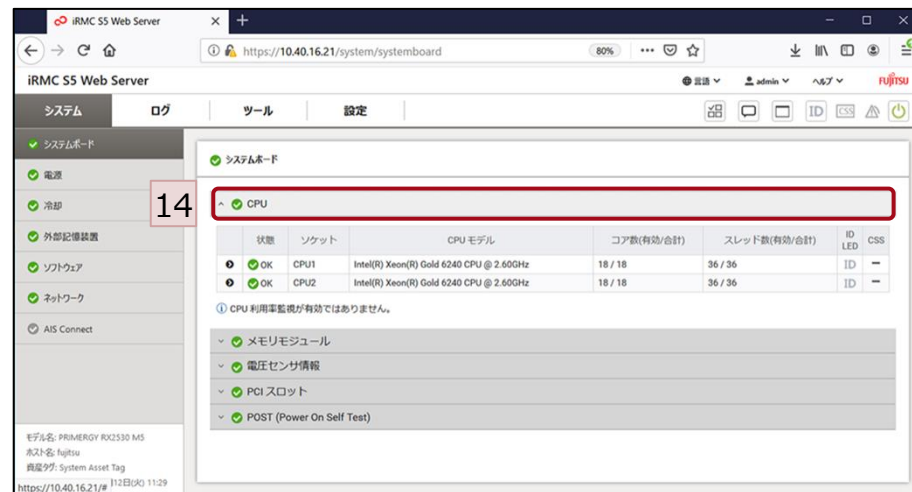 iRMC S5 Web Server
https://10.40.16.21/system/systemboard
80%
iRMC S5 Web Server
言語
admin
ヘルプ
FUJITSU
システム
ログ
ツール
設定
ID
CSS
システムボード
電源
冷却
外部記憶装置
ソフトウェア
ネットワーク
AIS Connect
システムボード
14
CPU
状態 ソケット CPU モデル コア数(有効/合計) スレッド数(有効/合計) ID LED CSS
OK CPU1 Intel(R) Xeon(R) Gold 6240 CPU @ 2.60GHz 18 / 18 36 / 36 ID
OK CPU2 Intel(R) Xeon(R) Gold 6240 CPU @ 2.60GHz 18 / 18 36 / 36 ID
CPU 利用率監視が有効ではありません。
メモリモジュール
電圧センサ情報
PCI スロット
POST (Power On Self Test)
モデル名: PRIMERGY RX2530 M5
ホスト名: fujitsu
資産タグ: System Asset Tag
12日(火) 11:29
https://10.40.16.21/#